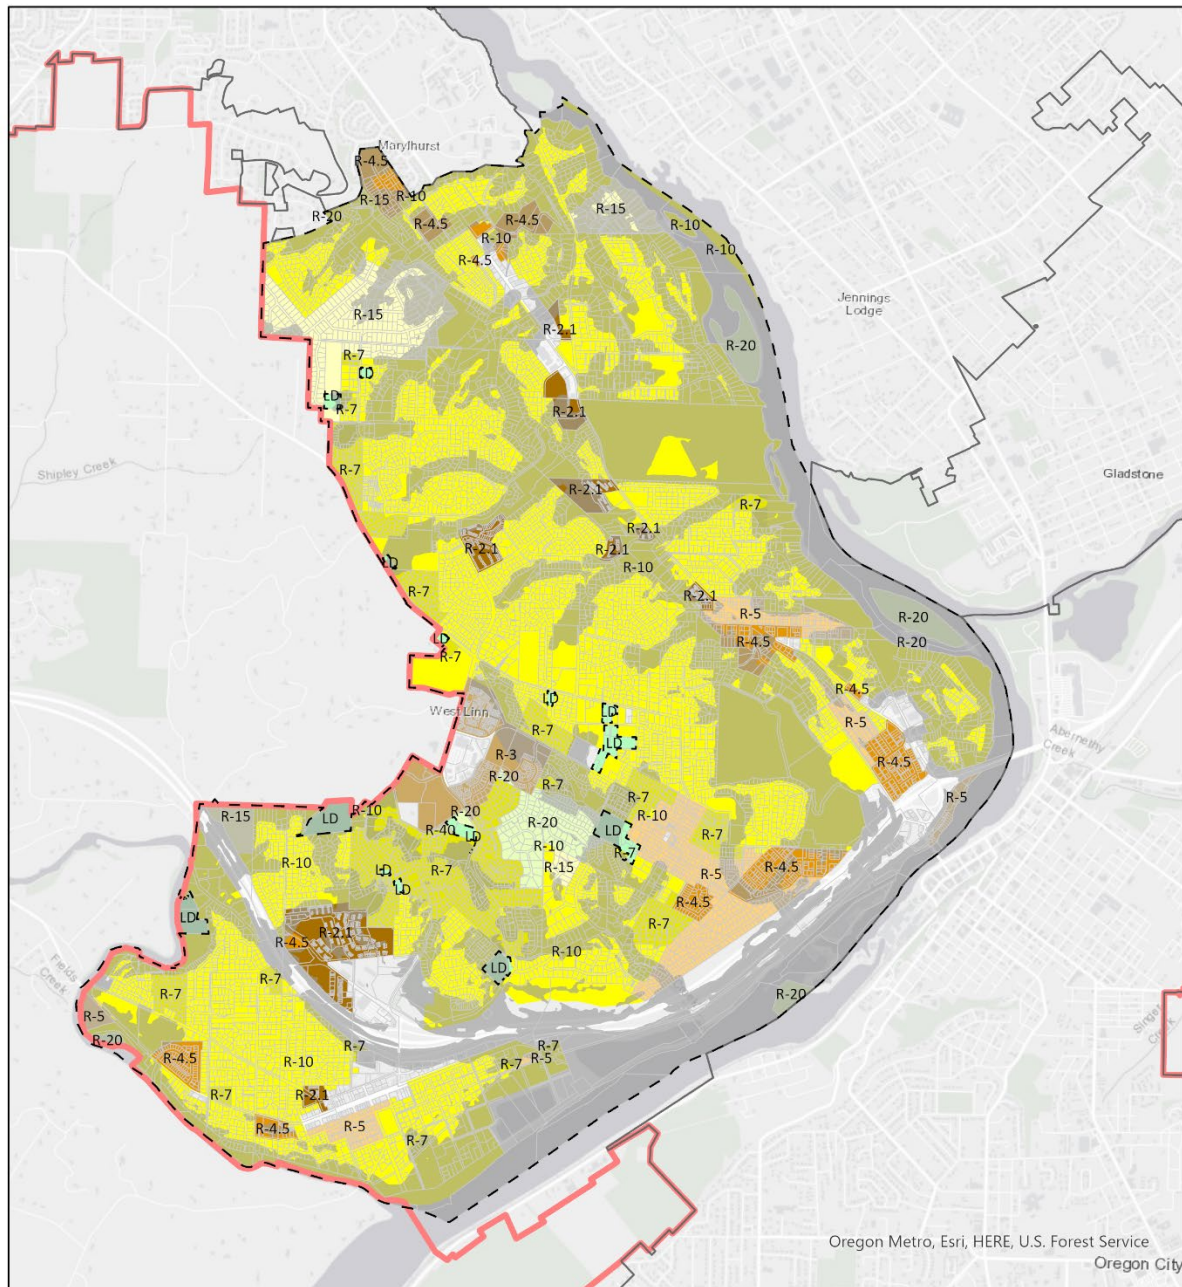 Marylhurst
R-4.5
R-15
R-10
R-20
R-4.5
R-4.5
R-15
R-10
R-10
R-10
R-4.5
Jennings
Lodge
R-15
R-2.1
R-20
R-7
LD
LD
R-7
R-2.1
Shipley Creek
R-7
Gladstone
R-2.1
R-7
R-2.1
R-2.1
R-2.1
R-10
LD
R-7
R-2.1
R-5
R-20
R-20
LD
R-4.5
R-7
R-4.5
LD
LD
West Linn
R-5
R-7
LD
Abernethy
Creek
R-3
R-4.5
R-20
R-7
R-7
R-5
R-10
R-15
LD
R-20
R-20
R-10
R-40
LD
LD
R-7
R-10
R-7
R-10
R-15
R-7
LD
R-7
R-5
R-4.5
LD
R-4.5
LD
R-2.1
R-4.5
R-7
R-10
LD
Fields
Creek
R-7
R-7
R-20
R-5
R-20
R-7
R-7
R-5
R-7
R-4.5
R-10
R-7
R-2.1
R-4.5
R-5
R-7
Singer
Creek
Oregon Metro, Esri, HERE, U.S. Forest Service
Oregon City